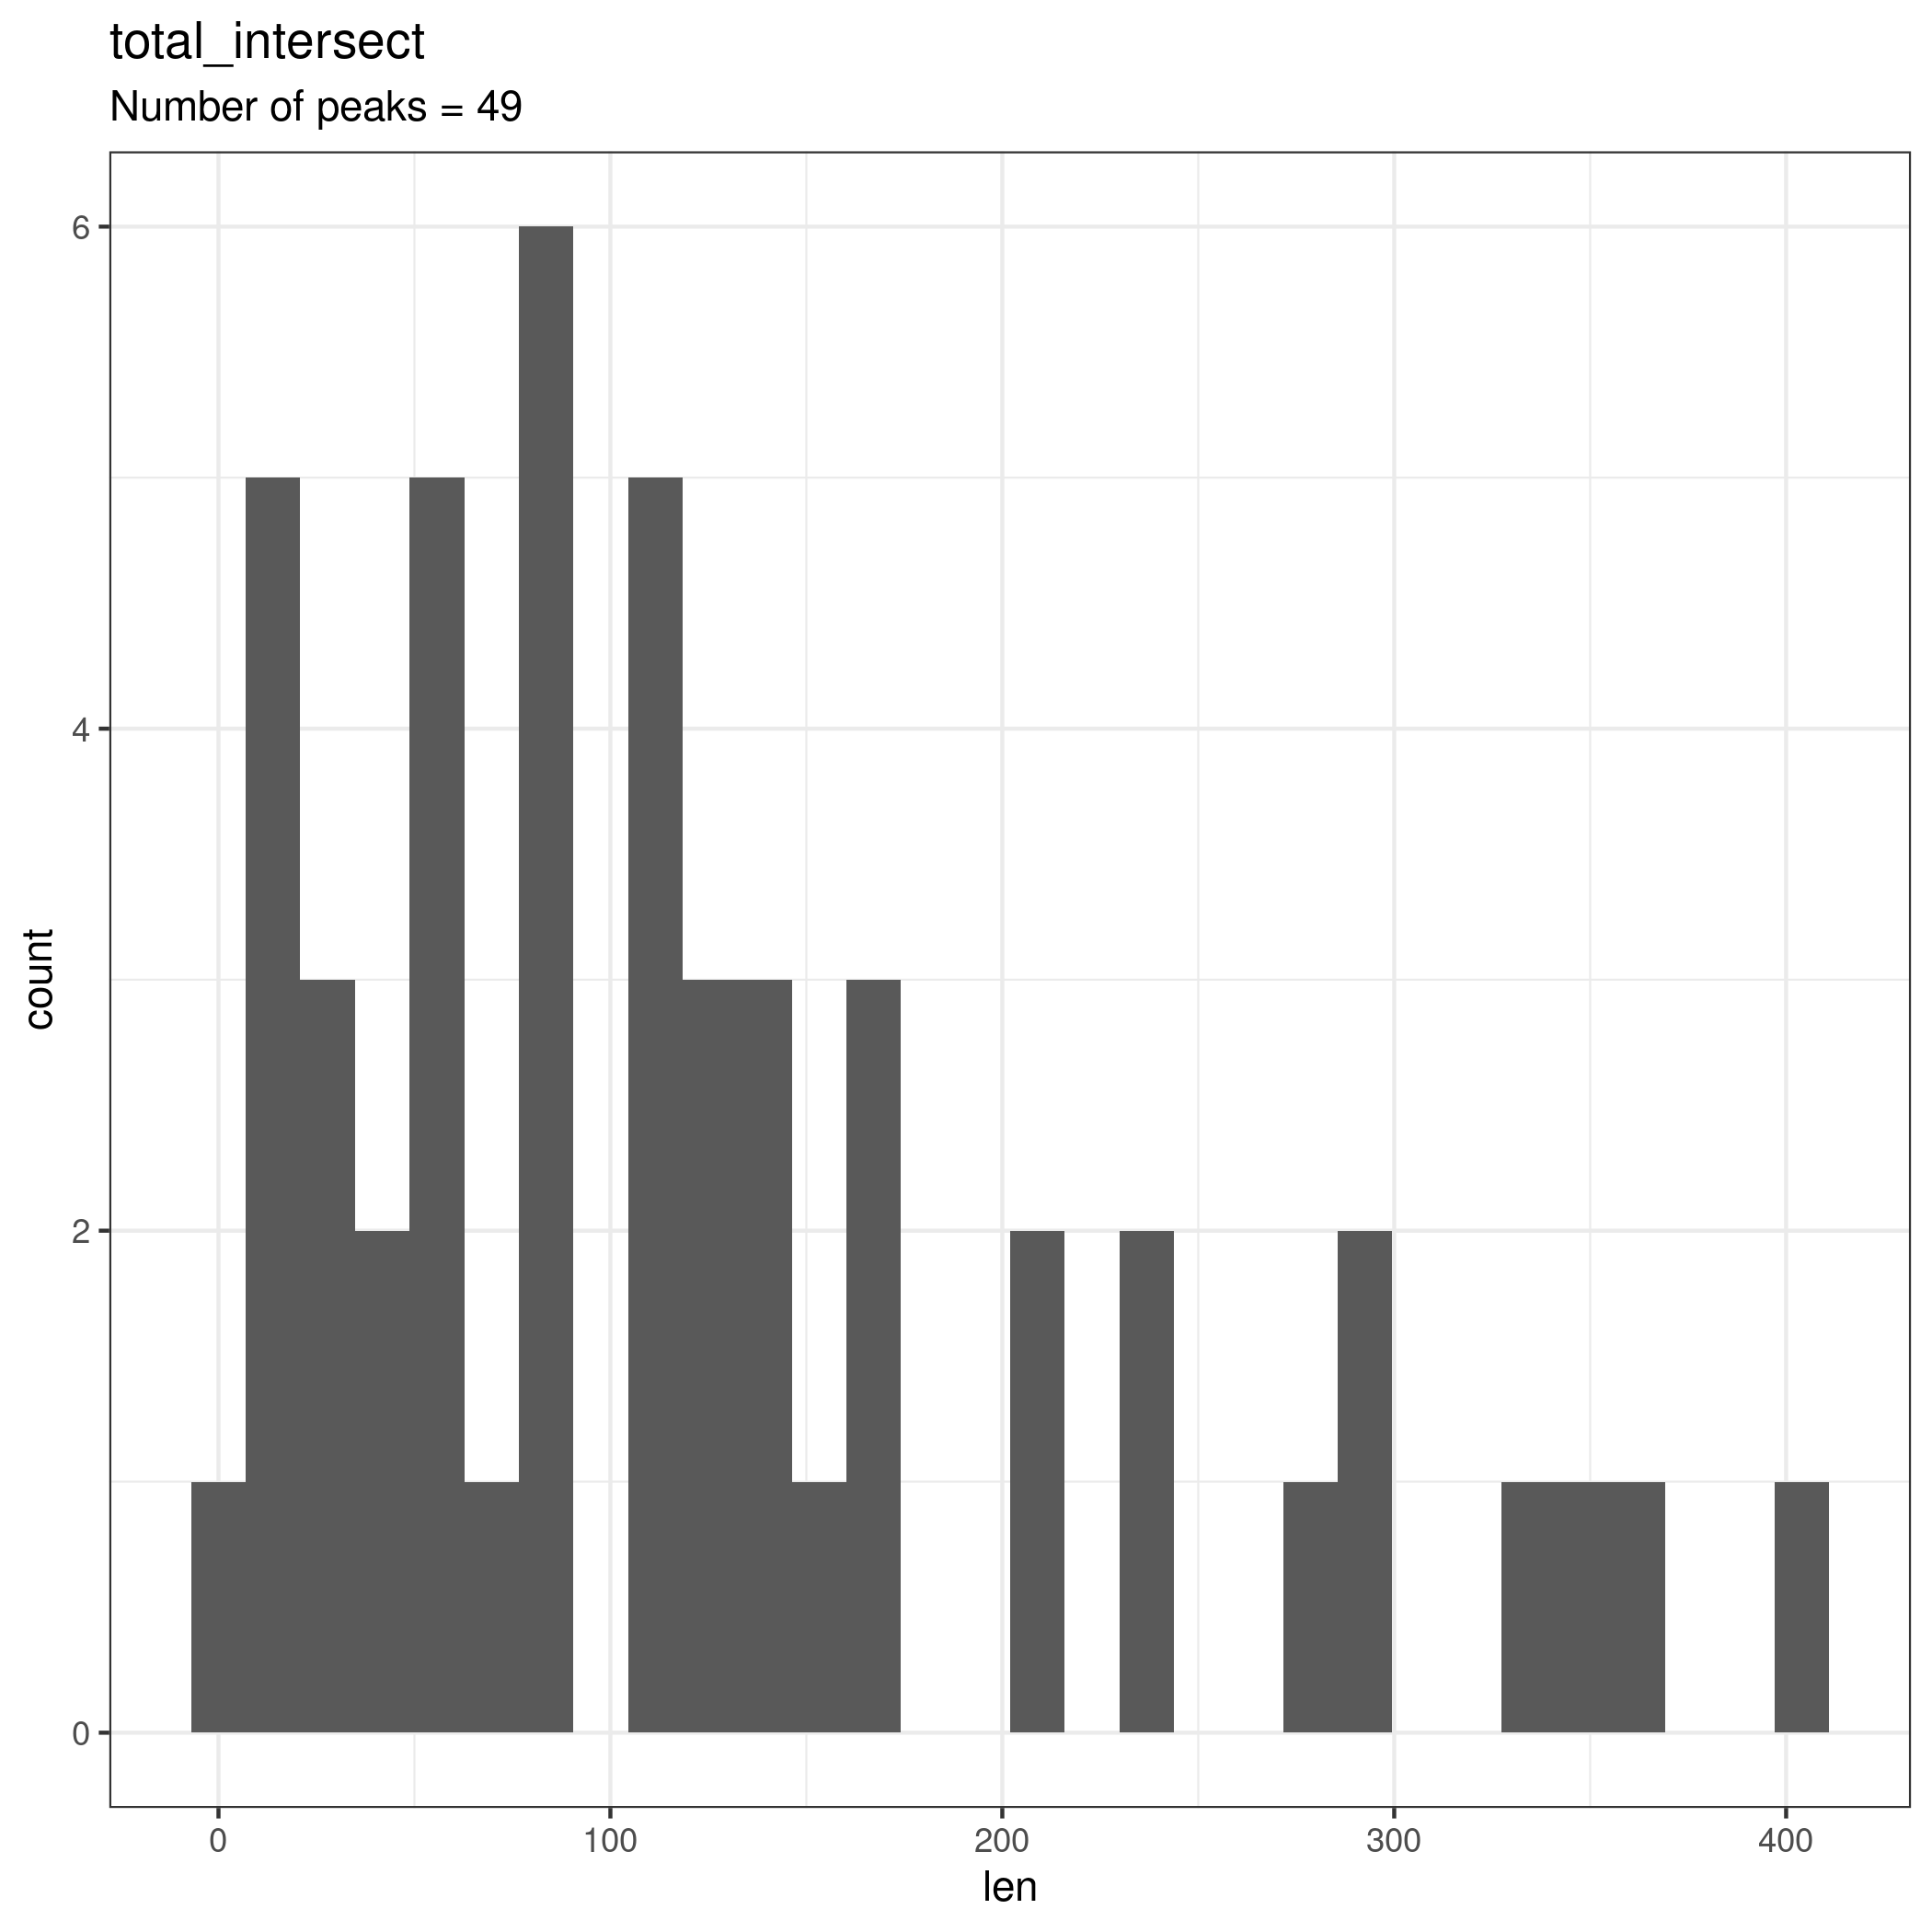 total_intersect
Number of peaks = 49
6
4
2
0
count
0 100 200 300 400
len